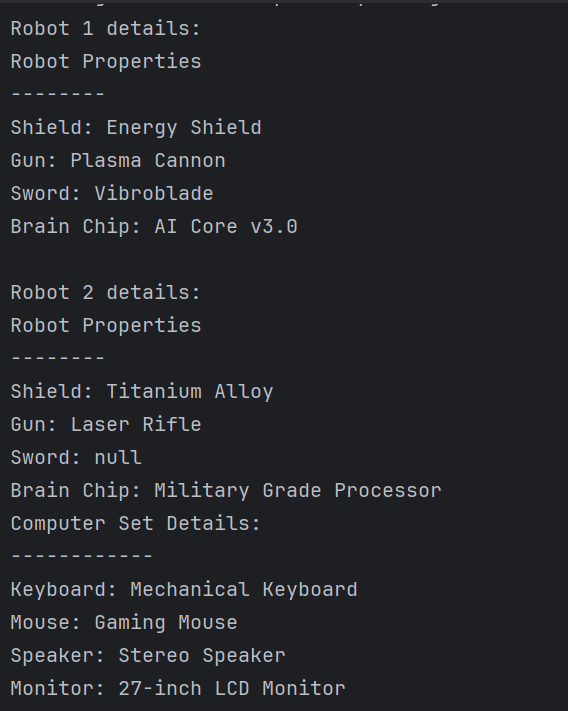 Robot 1 details:
Robot Properties
--------
Shield: Energy Shield
Gun: Plasma Cannon
Sword: Vibroblade
Brain Chip: AI Core v3.0
Robot 2 details:
Robot Properties
--------
Shield: Titanium Alloy
Gun: Laser Rifle
Sword: null
Brain Chip: Military Grade Processor
Computer Set Details:
------------
Keyboard: Mechanical Keyboard
Mouse: Gaming Mouse
Speaker: Stereo Speaker
Monitor: 27-inch LCD Monitor